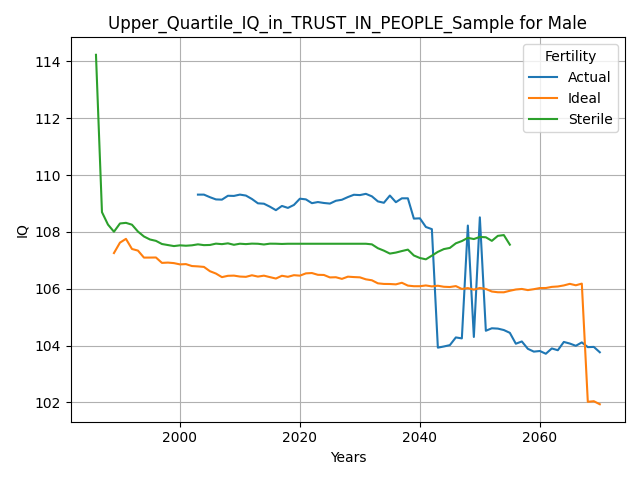 Upper_Quartile_IQ_in_TRUST_IN_PEOPLE_Sample for Male
Fertility
Actual
Ideal
Sterile
IQ
114
112
110
108
106
104
102
2000
2020
2040
2060
Years